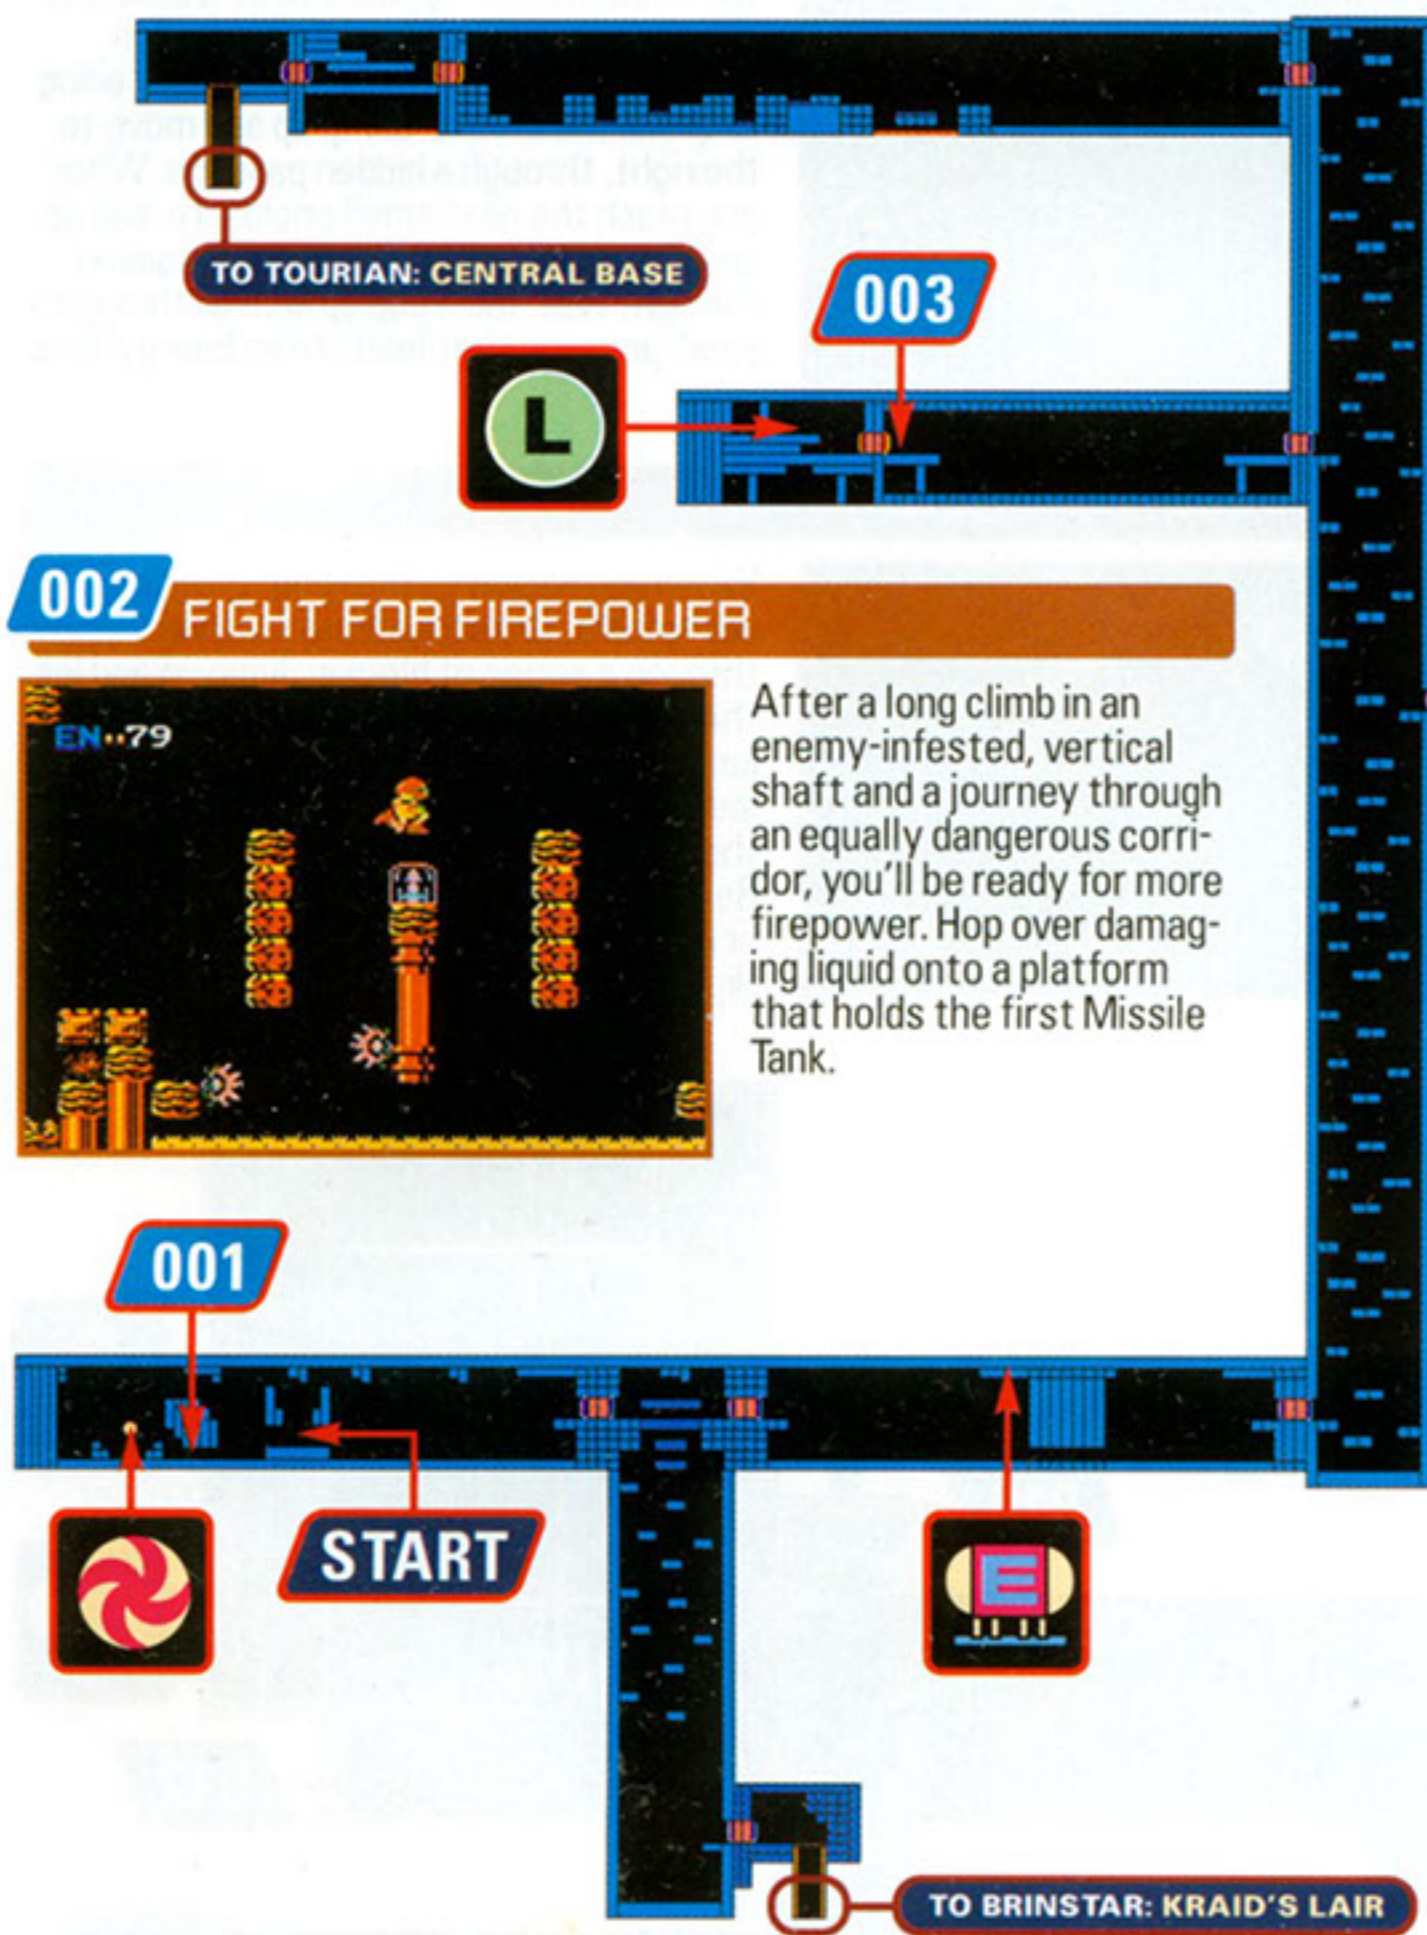 TO TOURIAN: CENTRAL BASE
003
L
002
FIGHT FOR FIREPOWER
EN..79
After a long climb in an
enemy-infested, vertical
shaft and a journey through
an equally dangerous corri-
dor, you'll be ready for more
firepower. Hop over damag-
ing liquid onto a platform
that holds the first Missile
Tank.
001
START
E
TO BRINSTAR: KRAID'S LAIR